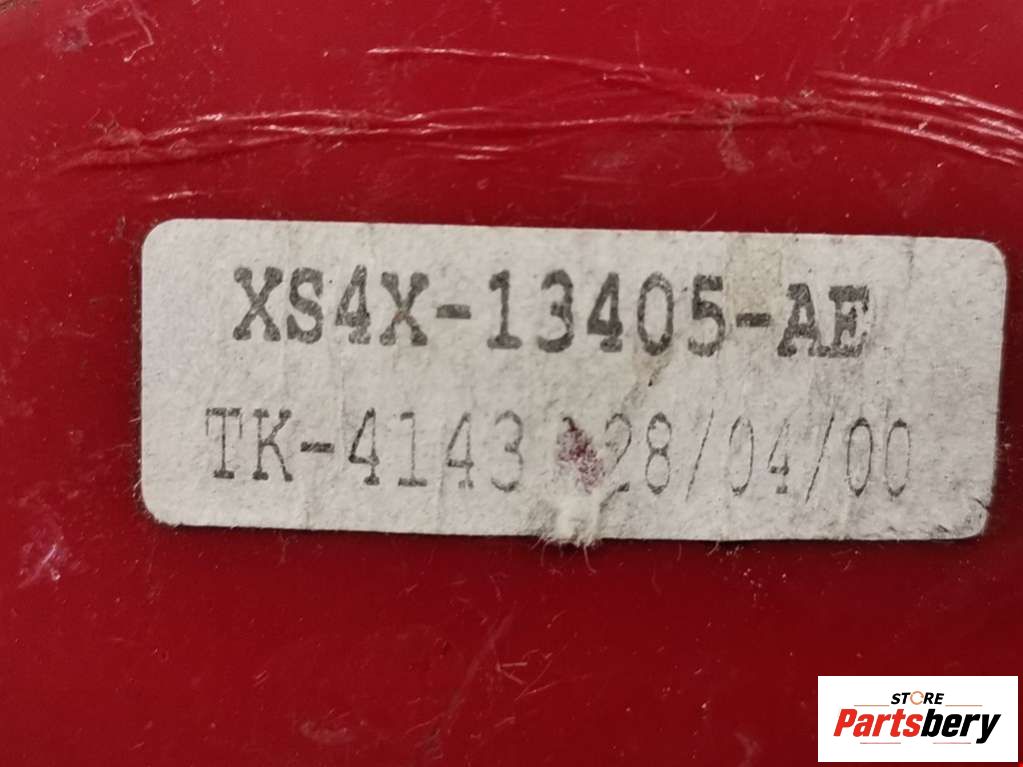 XS4X-13405-AE
TK-4143 28/04/00
STORE
Partsbery